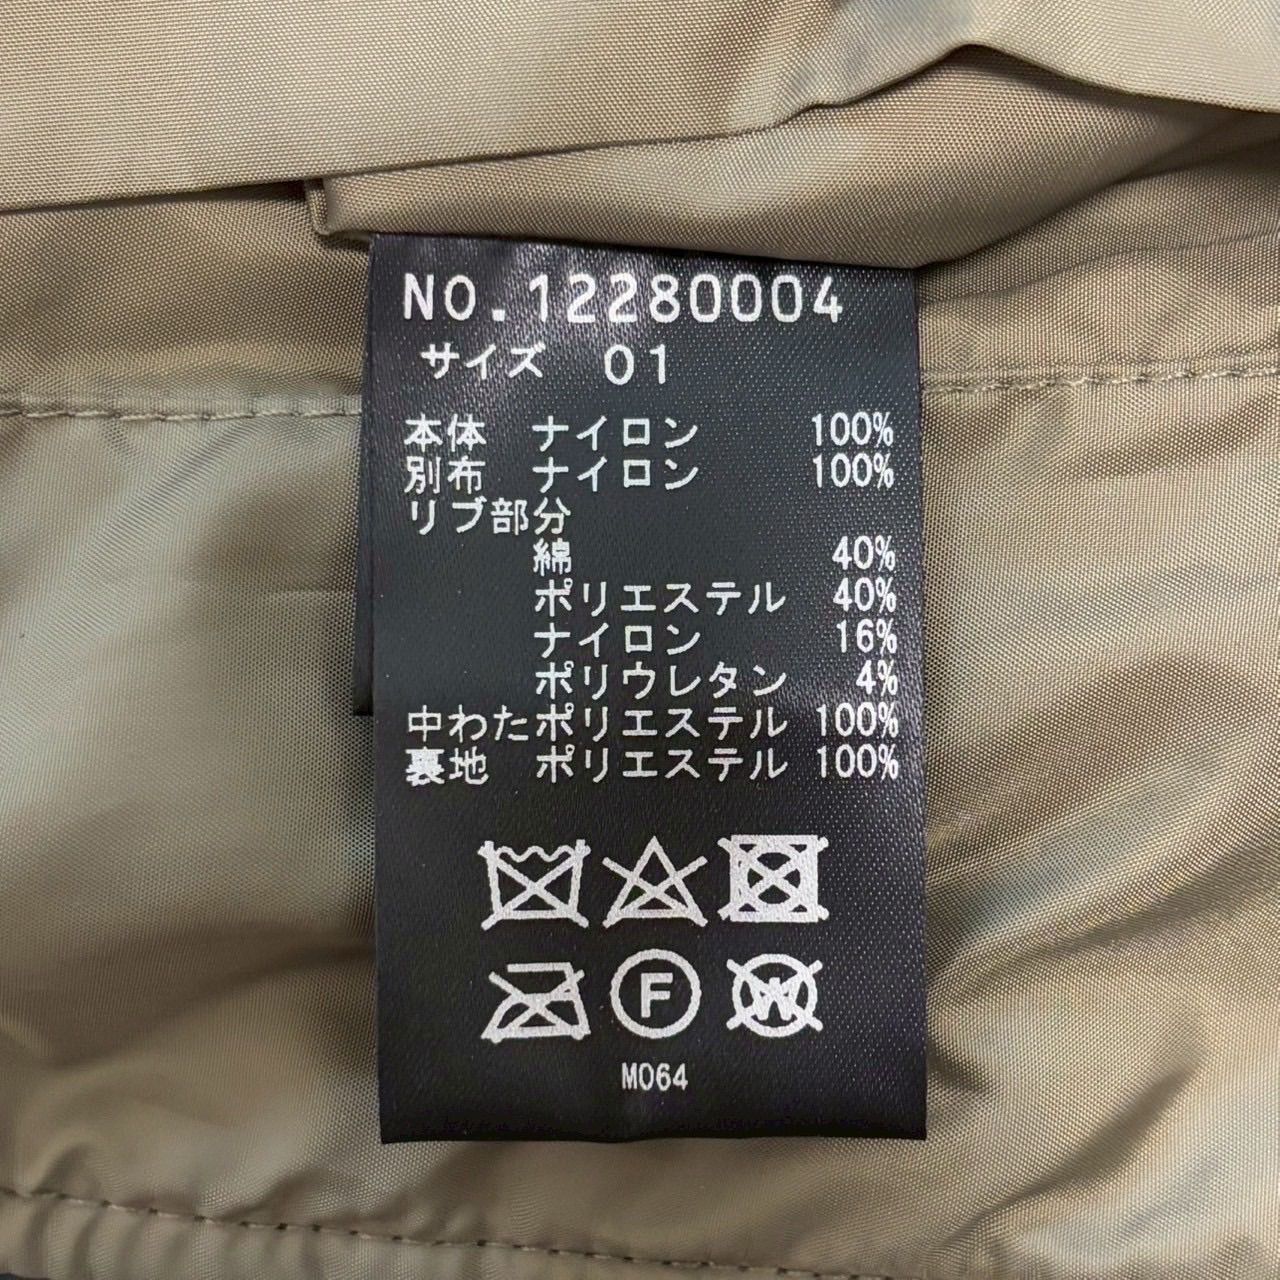 NO.12280004
サイズ 01
本体 ナイロン 100%
別布 ナイロン 100%
リブ部分
綿 40%
ポリエステル 40%
ナイロン 16%
ポリウレタン 4%
中わた ポリエステル 100%
裏地 ポリエステル 100%
F W
M064